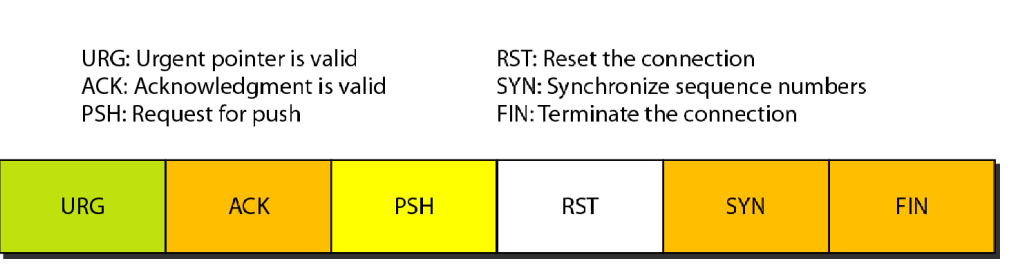 URG: Urgent pointer is valid
ACK: Acknowledgment is valid
PSH: Request for push
RST: Reset the connection
SYN: Synchronize sequence numbers
FIN: Terminate the connection
URG ACK PSH RST SYN FIN